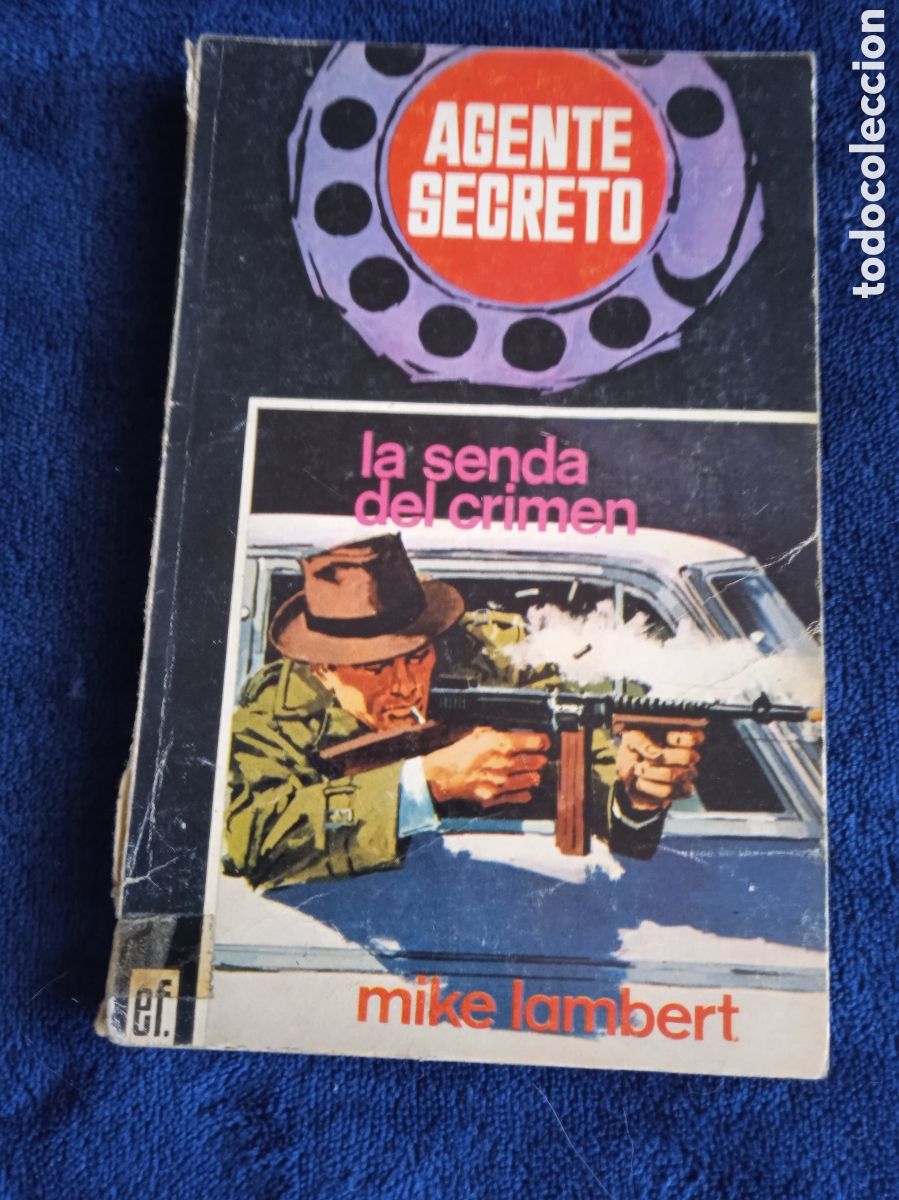 AGENTE
SECRETO
la senda
del crimen
mike lambert
ef.
todocoleccion